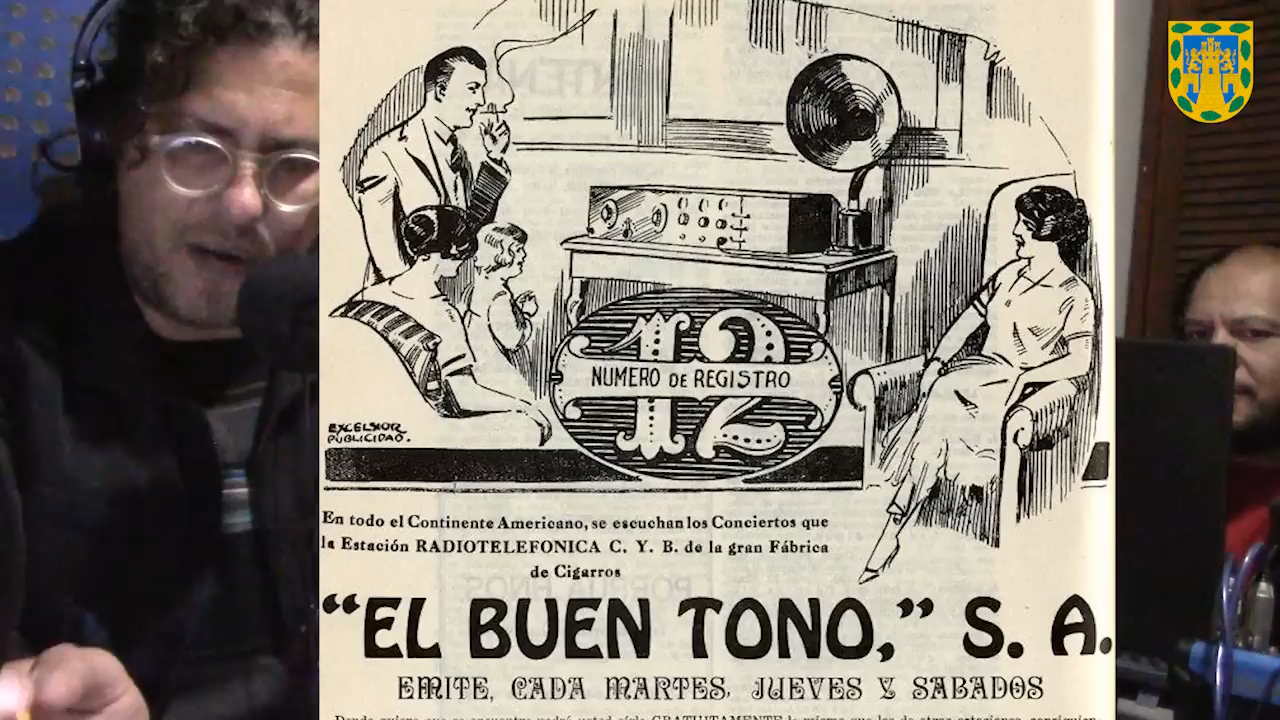 12
NUMERO DE REGISTRO
EXCELSIOR
PUBLICIDAD.
En todo el Continente Americano, se escuchan los Conciertos que
la Estación RADIOTELEFONICA C. Y. B. de la gran Fábrica
de Cigarros
“EL BUEN TONO,” S. A.
EMITE, CADA MARTES, JUEVES Y SABADOS